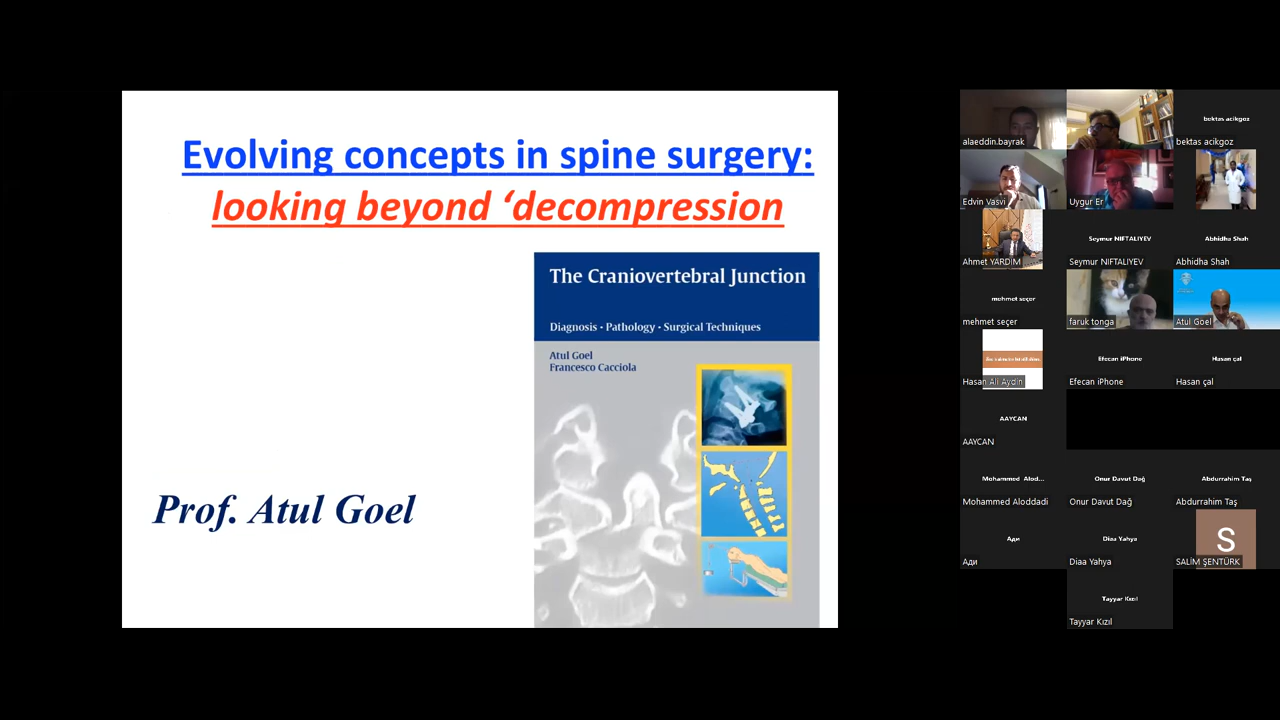 Evolving concepts in spine surgery:
looking beyond ‘decompression
The Craniovertebral Junction
Diagnosis • Pathology • Surgical Techniques
Atul Goel
Francesco Cacciola
Prof. Atul Goel
alaeddin.bayrak
bektas acikgoz
bektas acikgoz
Edvin Vasvi
Uygur Er
Ahmet YARDIM
Seymur NIFTALIYEV
Seymur NIFTALIYEV
Abhidha Shah
Abhidha Shah
mehmet seçer
mehmet seçer
faruk tonga
Atul Goel
Hasan Ali Aydin
Efecan iPhone
Efecan iPhone
Hasan çal
Hasan çal
AAYCAN
AAYCAN
Mohammed Alod...
Mohammed Aloddadi
Onur Davut Dağ
Onur Davut Dağ
Abdurrahim Taş
Abdurrahim Taş
Ади
Ади
Diaa Yahya
Diaa Yahya
S
SALİM ŞENTÜRK
Tayyar Kızıl
Tayyar Kızıl